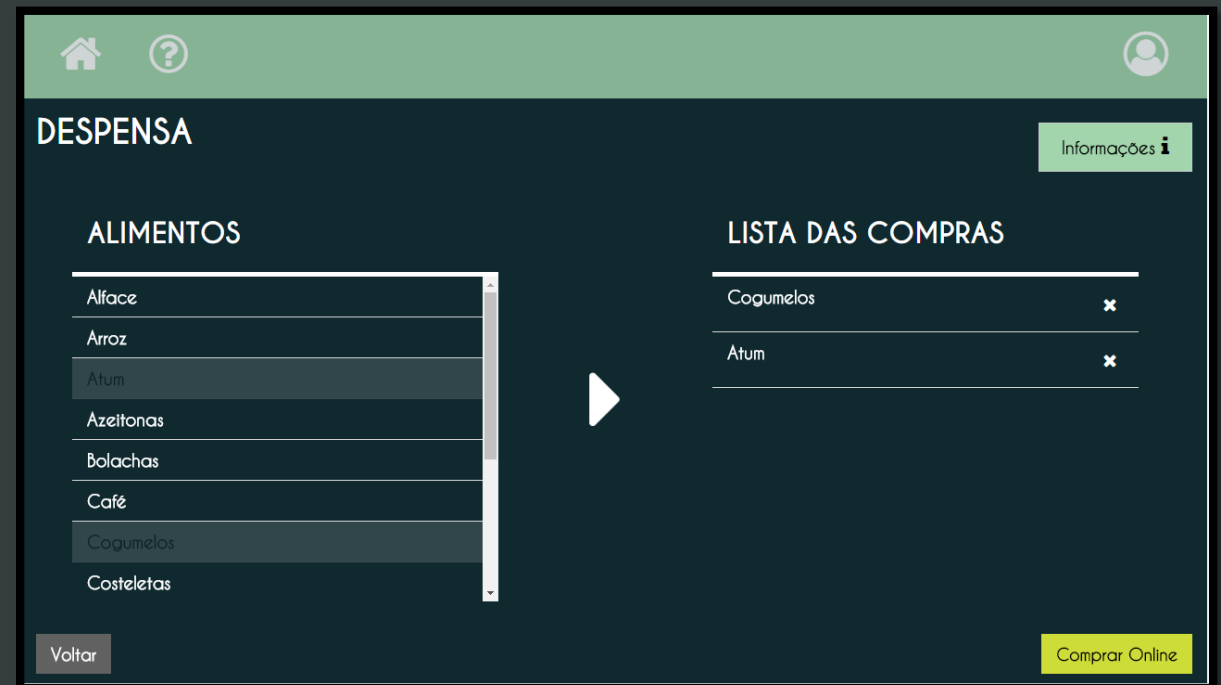 DESPENSA
Informações
ALIMENTOS
Alface
Arroz
Atum
Azeitonas
Bolachas
Café
Cogumelos
Costeletas
LISTA DAS COMPRAS
Cogumelos
Atum
Voltar
Comprar Online